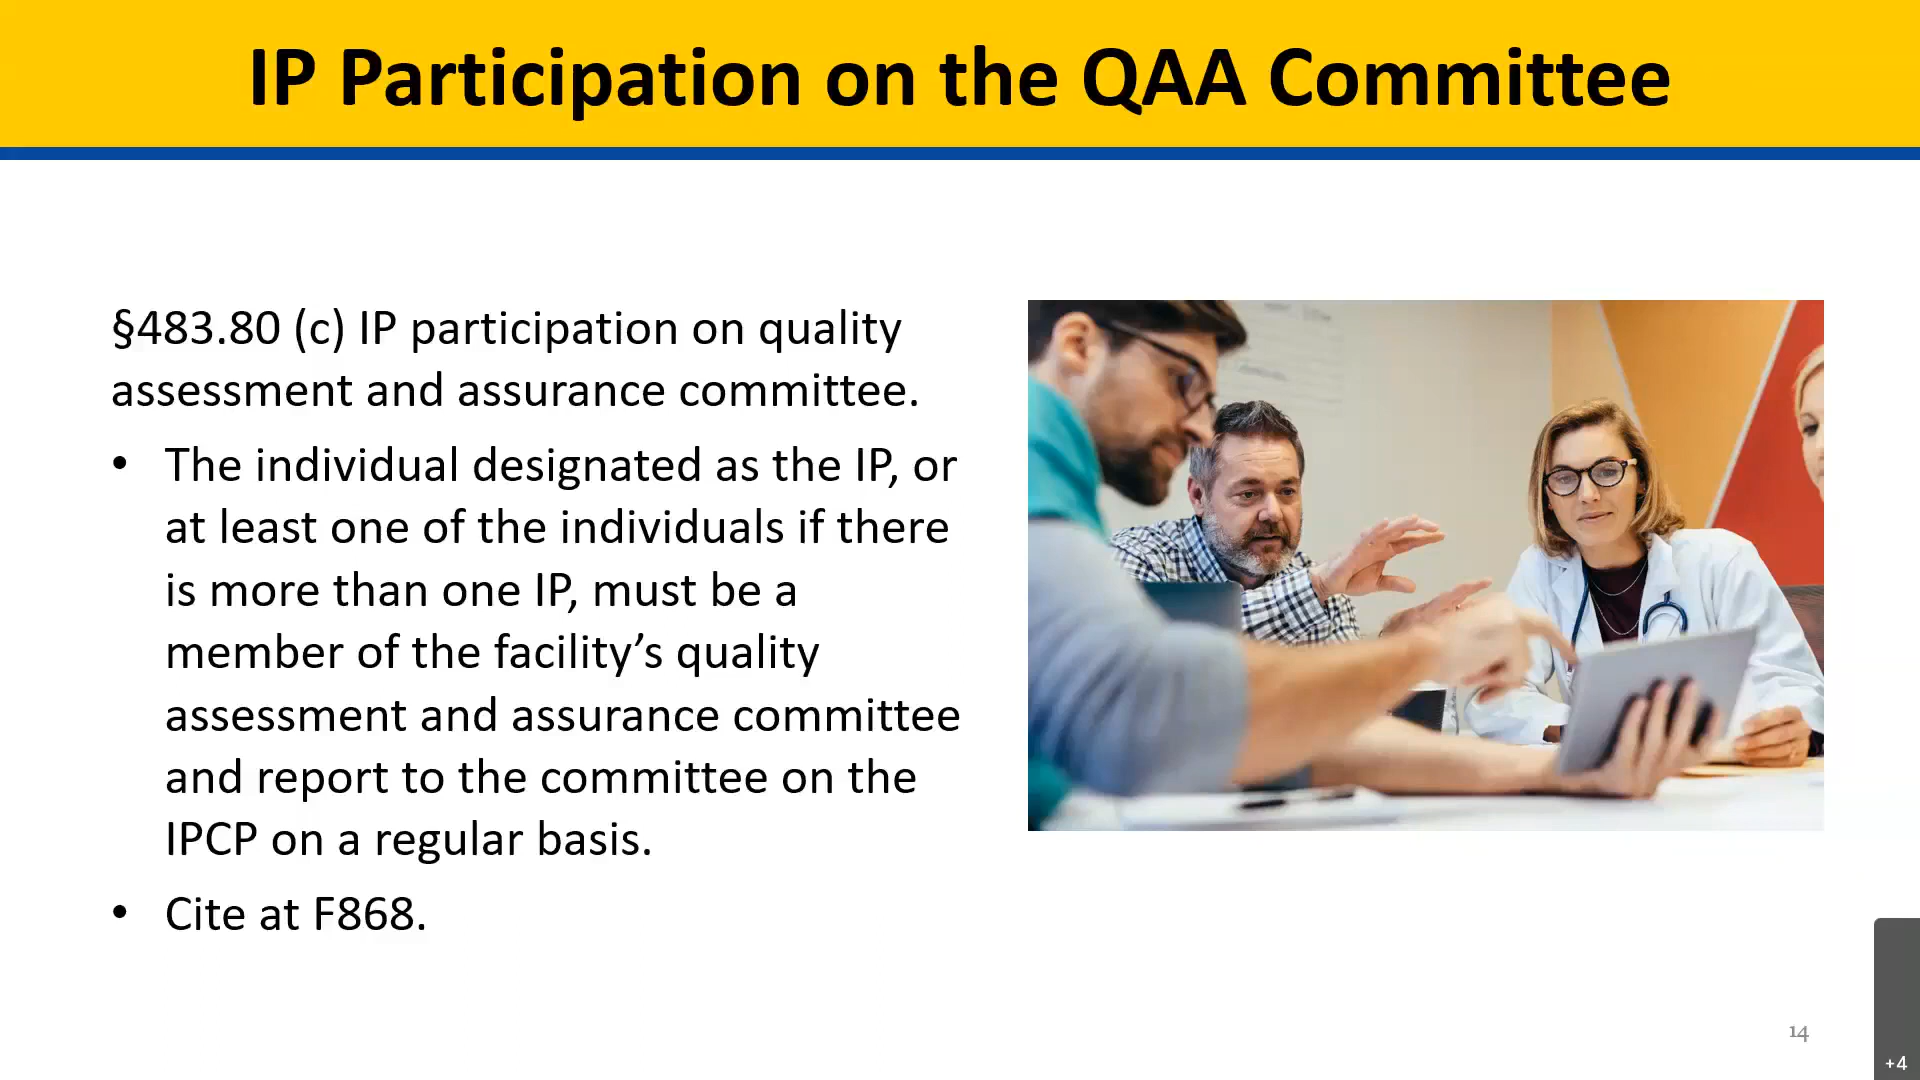 IP Participation on the QAA Committee
§483.80 (c) IP participation on quality
assessment and assurance committee.
• The individual designated as the IP, or
at least one of the individuals if there
is more than one IP, must be a
member of the facility’s quality
assessment and assurance committee
and report to the committee on the
IPCP on a regular basis.
• Cite at F868.
14
+4